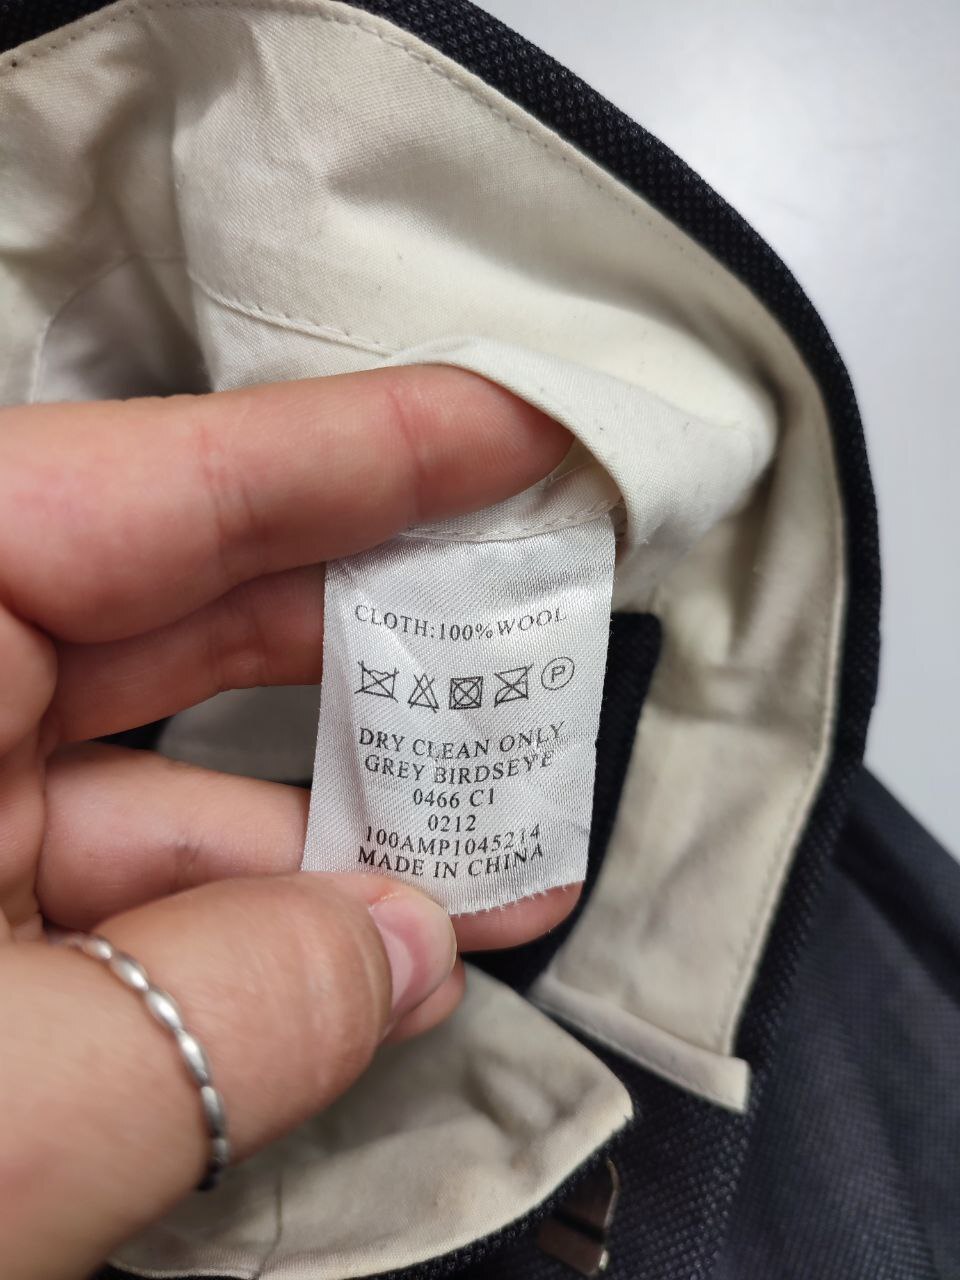 CLOTH:100%WOOL
P
DRY CLEAN ONLY
GREY BIRDSEYE
0466 C1
0212
100AMP1045214
MADE IN CHINA